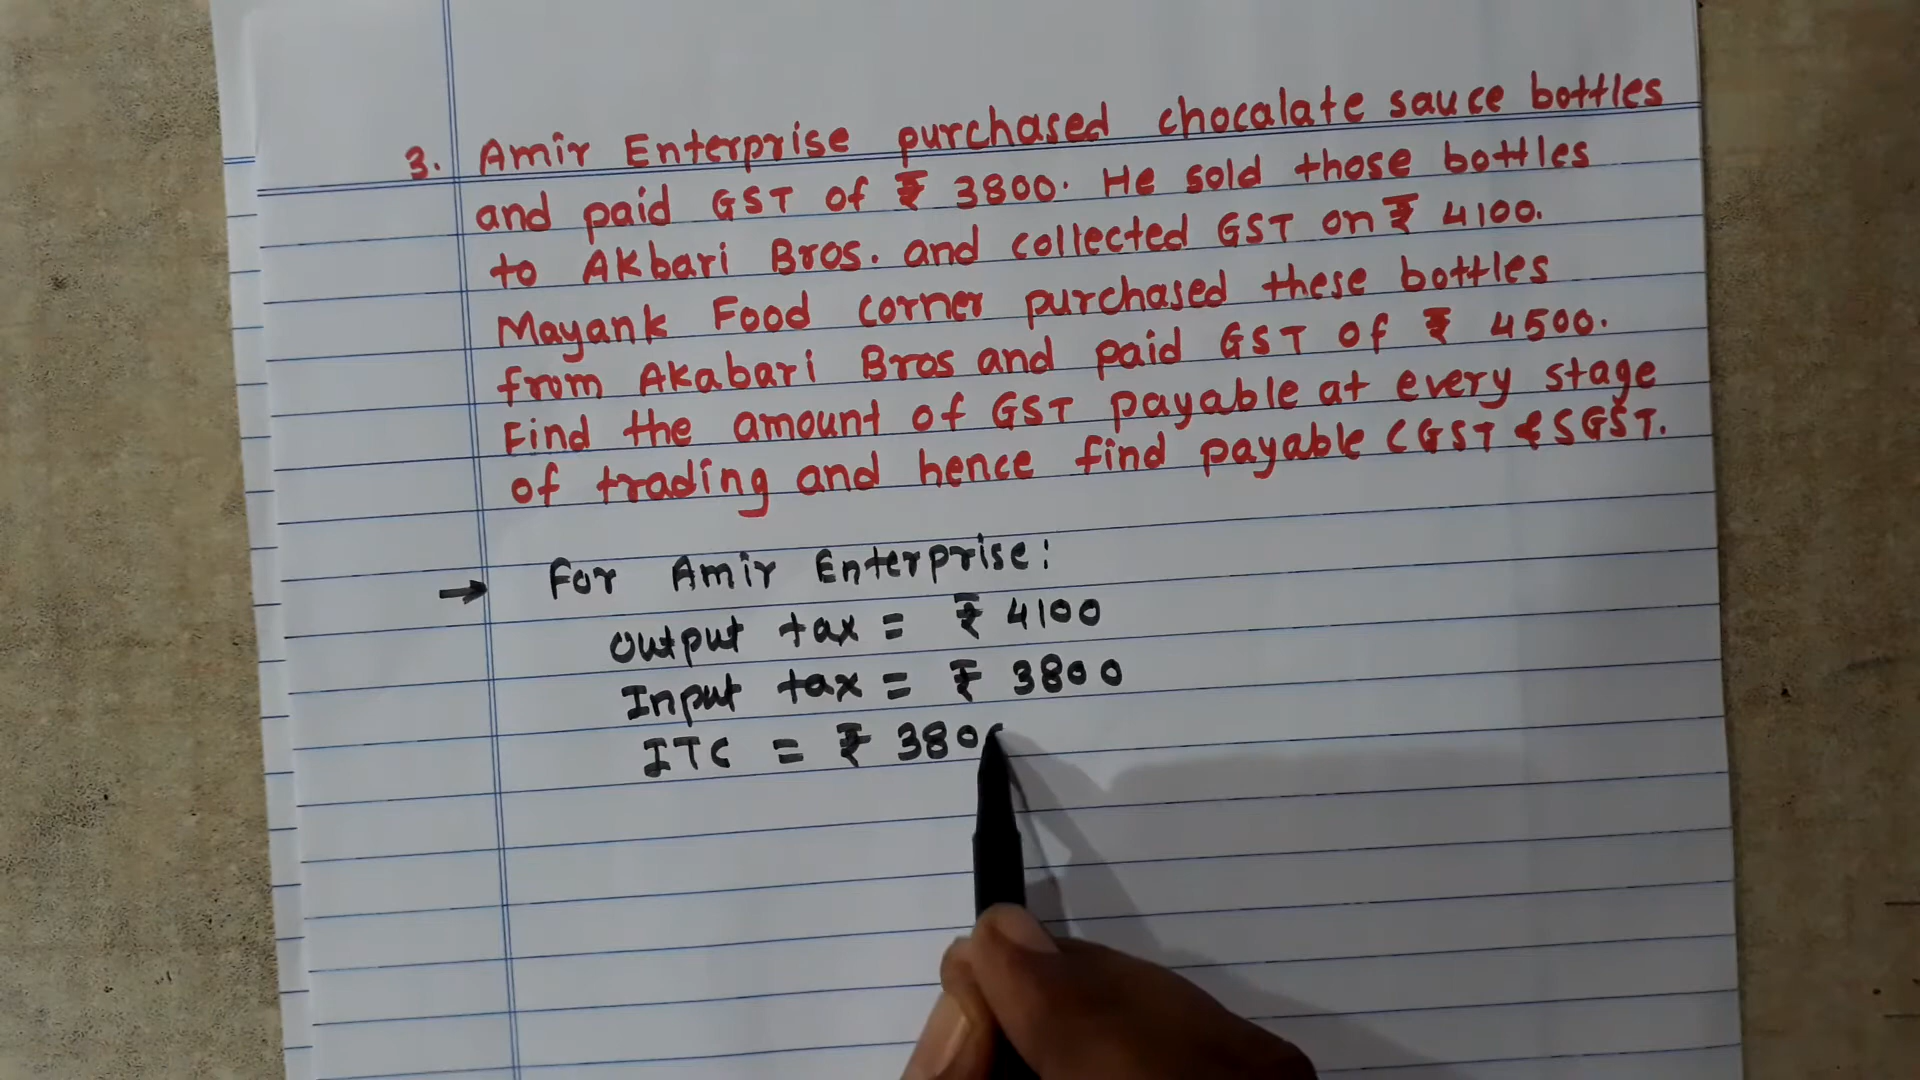 3. Amir Enterprise purchased chocalate sauce bottles
and paid GST of ₹ 3800. He sold those bottles
to Akbari Bros. and collected GST on ₹ 4100.
Mayank Food corner purchased these bottles
from Akabari Bros and paid GST of ₹ 4500.
Find the amount of GST payable at every stage
of trading and hence find payable CGST & SGST.
→ For Amir Enterprise:
Output tax = ₹ 4100
Input tax = ₹ 3800
ITC = ₹ 380